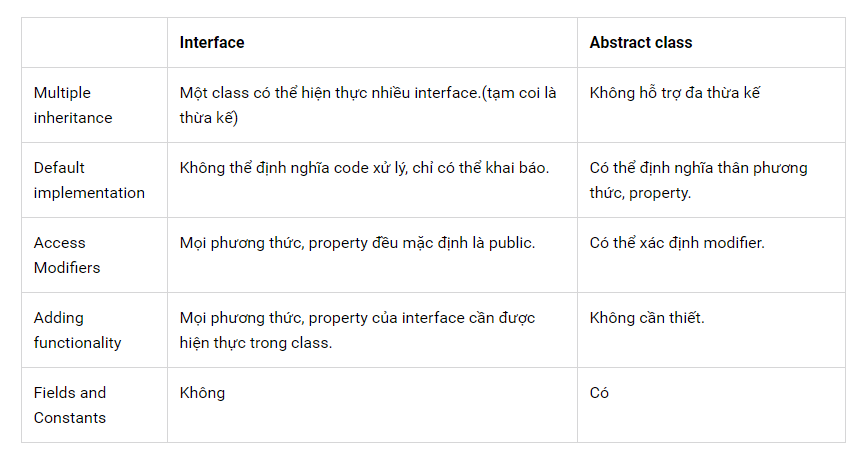 Interface
Abstract class
Multiple
inheritance
Một class có thể hiện thực nhiều interface.(tạm coi là
thừa kế)
Không hỗ trợ đa thừa kế
Default
implementation
Không thể định nghĩa code xử lý, chỉ có thể khai báo.
Có thể định nghĩa thân phương
thức, property.
Access
Modifiers
Mọi phương thức, property đều mặc định là public.
Có thể xác định modifier.
Adding
functionality
Mọi phương thức, property của interface cần được
hiện thực trong class.
Không cần thiết.
Fields and
Constants
Không
Có